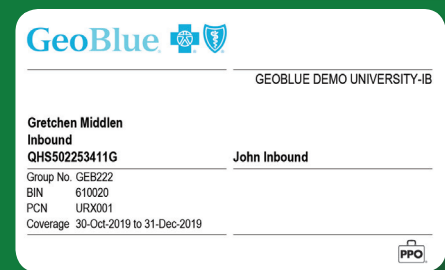 GeoBlue
GEOBLUE DEMO UNIVERSITY-IB
Gretchen Middlen
Inbound
QHS502253411G John Inbound
Group No. GEB222
BIN 610020
PCN URX001
Coverage 30-Oct-2019 to 31-Dec-2019
PPO